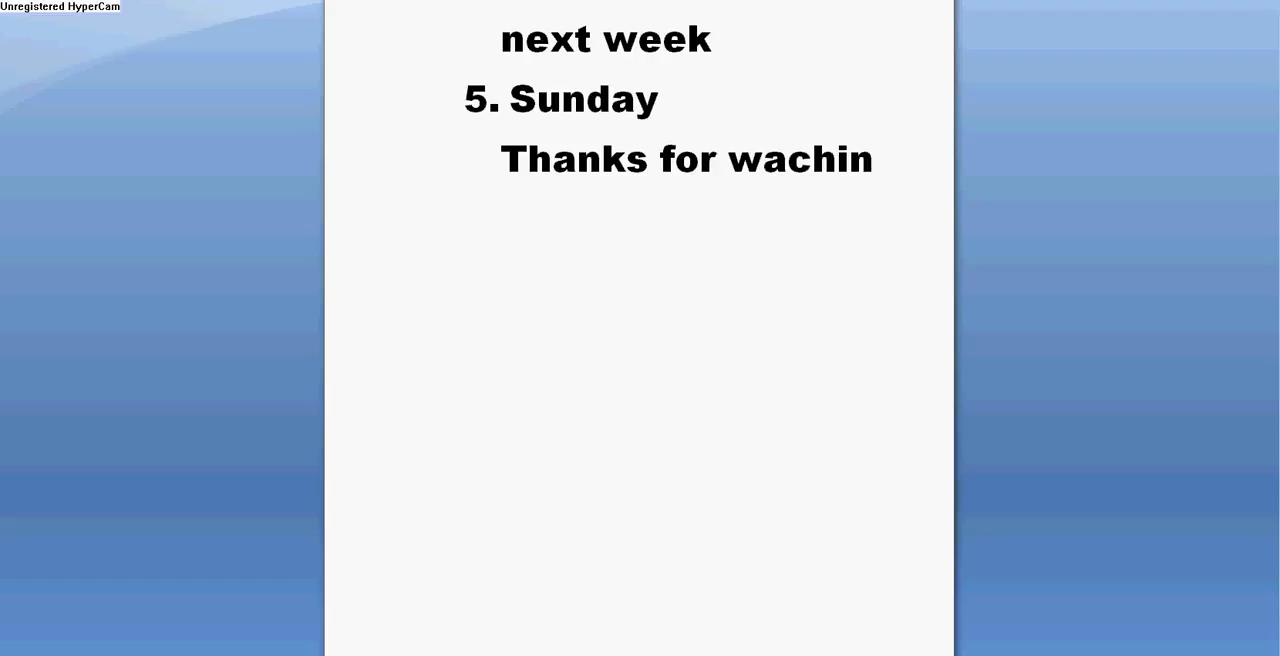 Unregistered HyperCam
next week
5. Sunday
Thanks for wachin